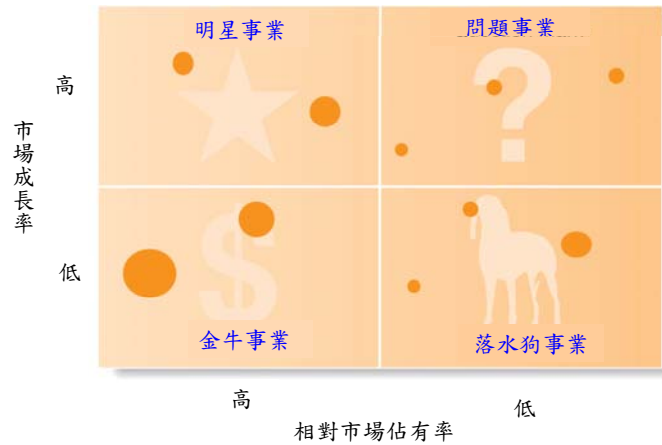 明星事業
問題事業
高
市場成長率
低
金牛事業
落水狗事業
高
低
相對市場佔有率